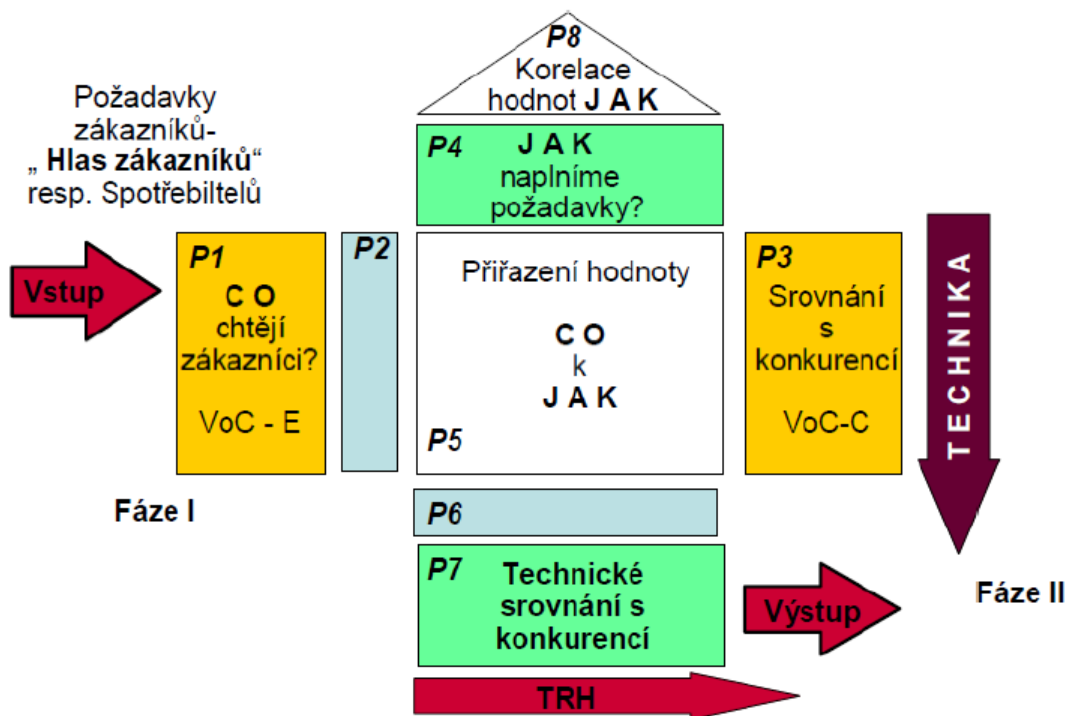 P8
Korelace
hodnot J A K
Požadavky
zákazníků-
„ Hlas zákazníků“
resp. Spotřebiltelů
P4 J A K
naplníme
požadavky?
Vstup
P1
C O
chtějí
zákazníci?
VoC - E
P2
Přiřazení hodnoty
C O
k
J A K
P5
P3
Srovnání
s
konkurencí
VoC-C
TECHNIKA
Fáze I
P6
P7 Technické
srovnání s
konkurencí
Výstup
Fáze II
TRH